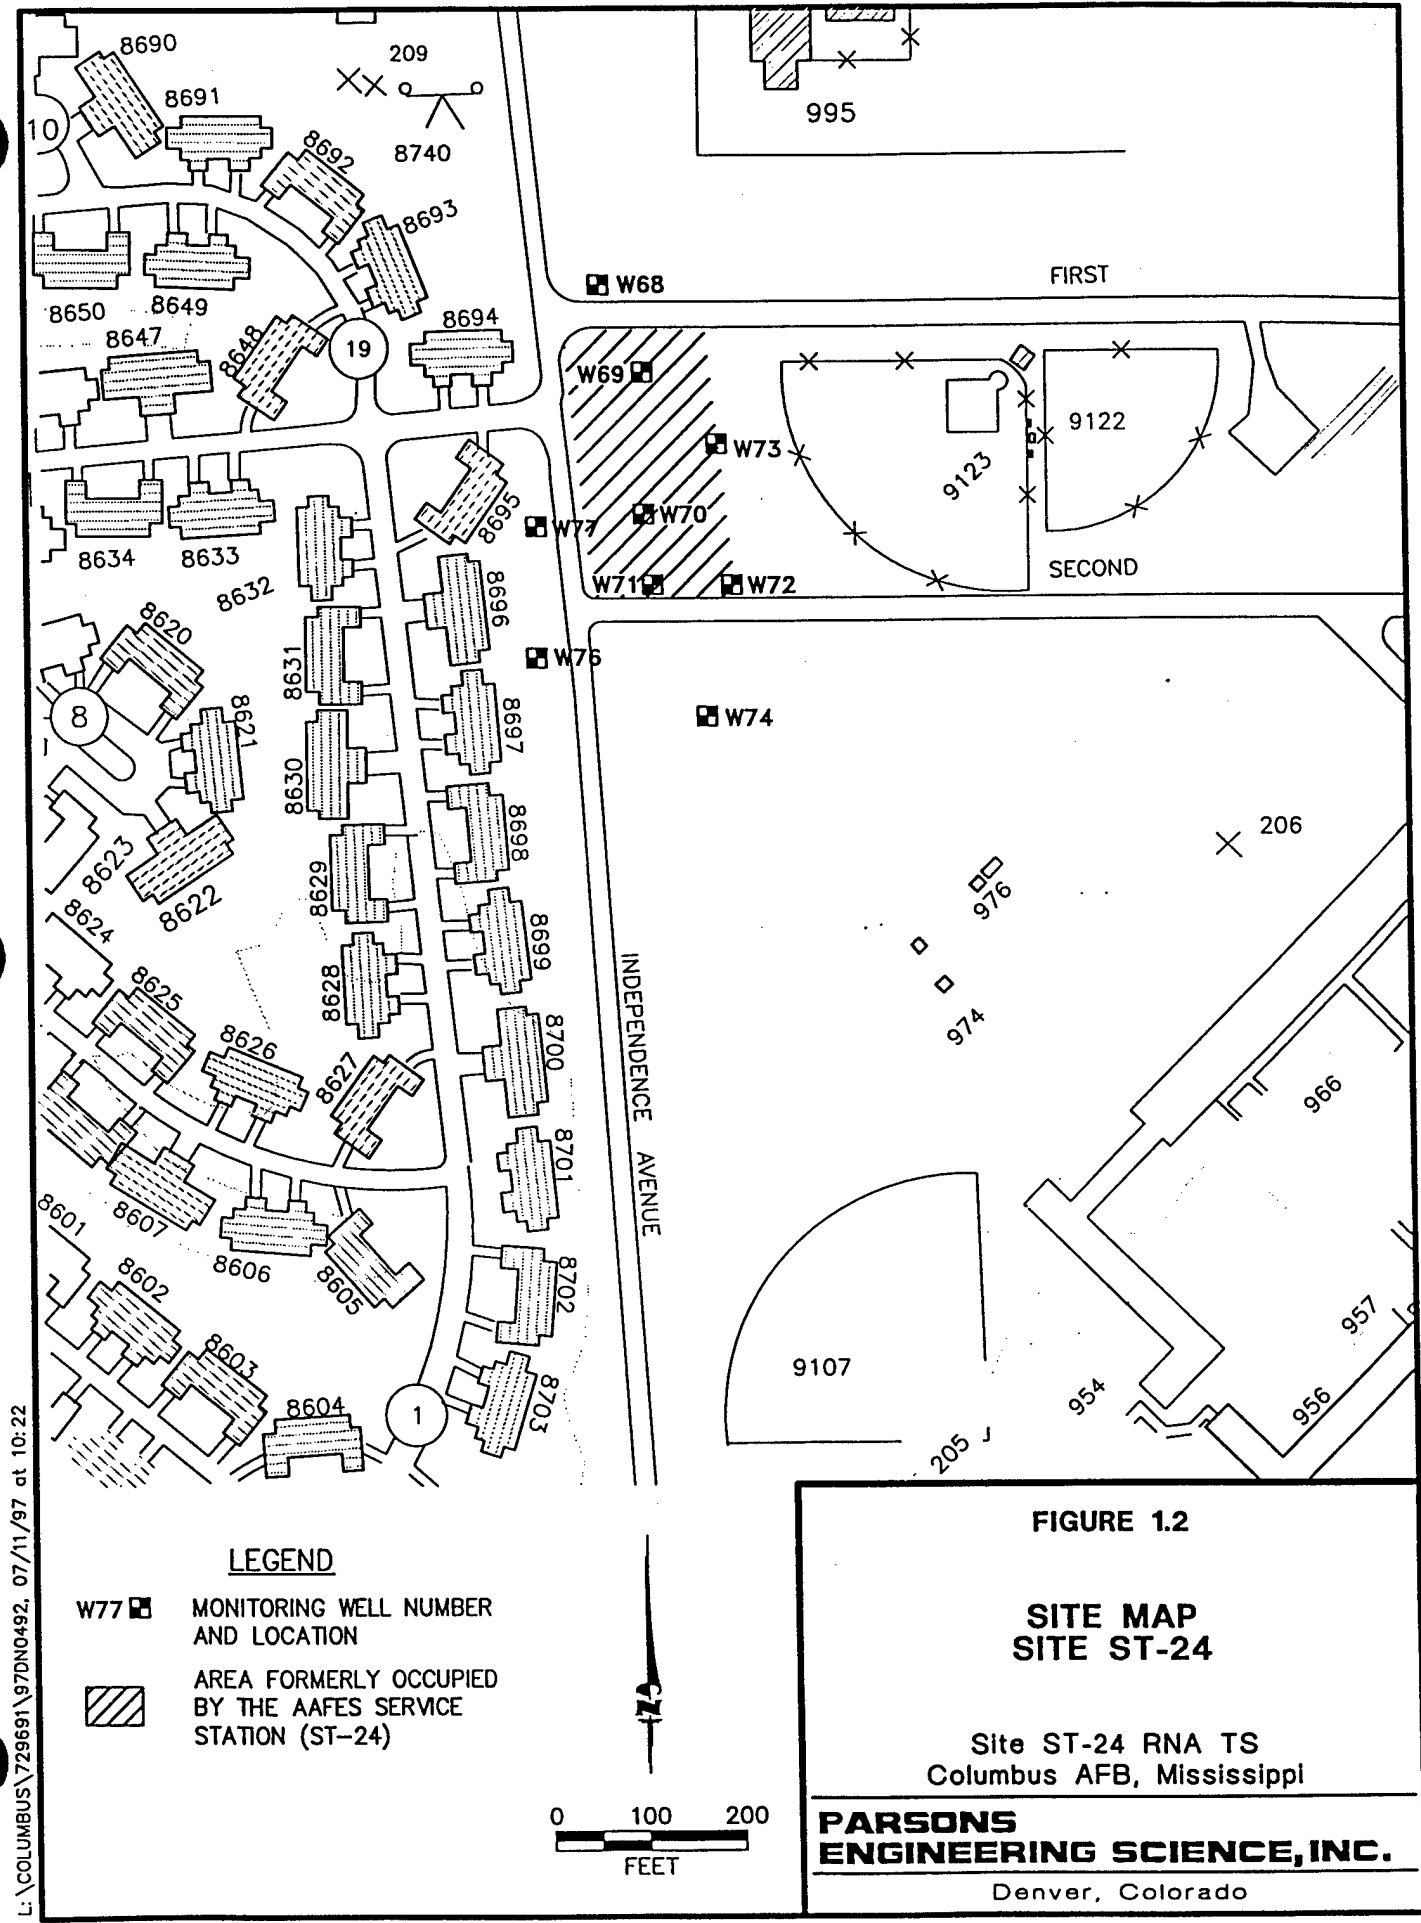 8690
209
8691
995
10
8692
8740
8693
FIRST
W68
8650
8649
8694
8647
8648
19
W69
9122
W73
9123
8695
W70
W77
8634
8633
SECOND
8632
W71
W72
8696
8620
8631
W76
8
8621
8697
W74
8630
206
8698
8623
8629
8622
976
8624
8699
INDEPENDENCE AVENUE
8628
8625
974
8626
8700
8627
966
8701
8601
8607
8606
8602
8605
8702
957
8603
9107
954
956
8604
1
8703
205
L:\COLUMBUS\729691\97DN0492, 07/11/97 at 10:22
LEGEND
W77
MONITORING WELL NUMBER
AND LOCATION
AREA FORMERLY OCCUPIED
BY THE AAFES SERVICE
STATION (ST-24)
N
0 100 200
FEET
FIGURE 1.2
SITE MAP
SITE ST-24
Site ST-24 RNA TS
Columbus AFB, Mississippi
PARSONS
ENGINEERING SCIENCE, INC.
Denver, Colorado